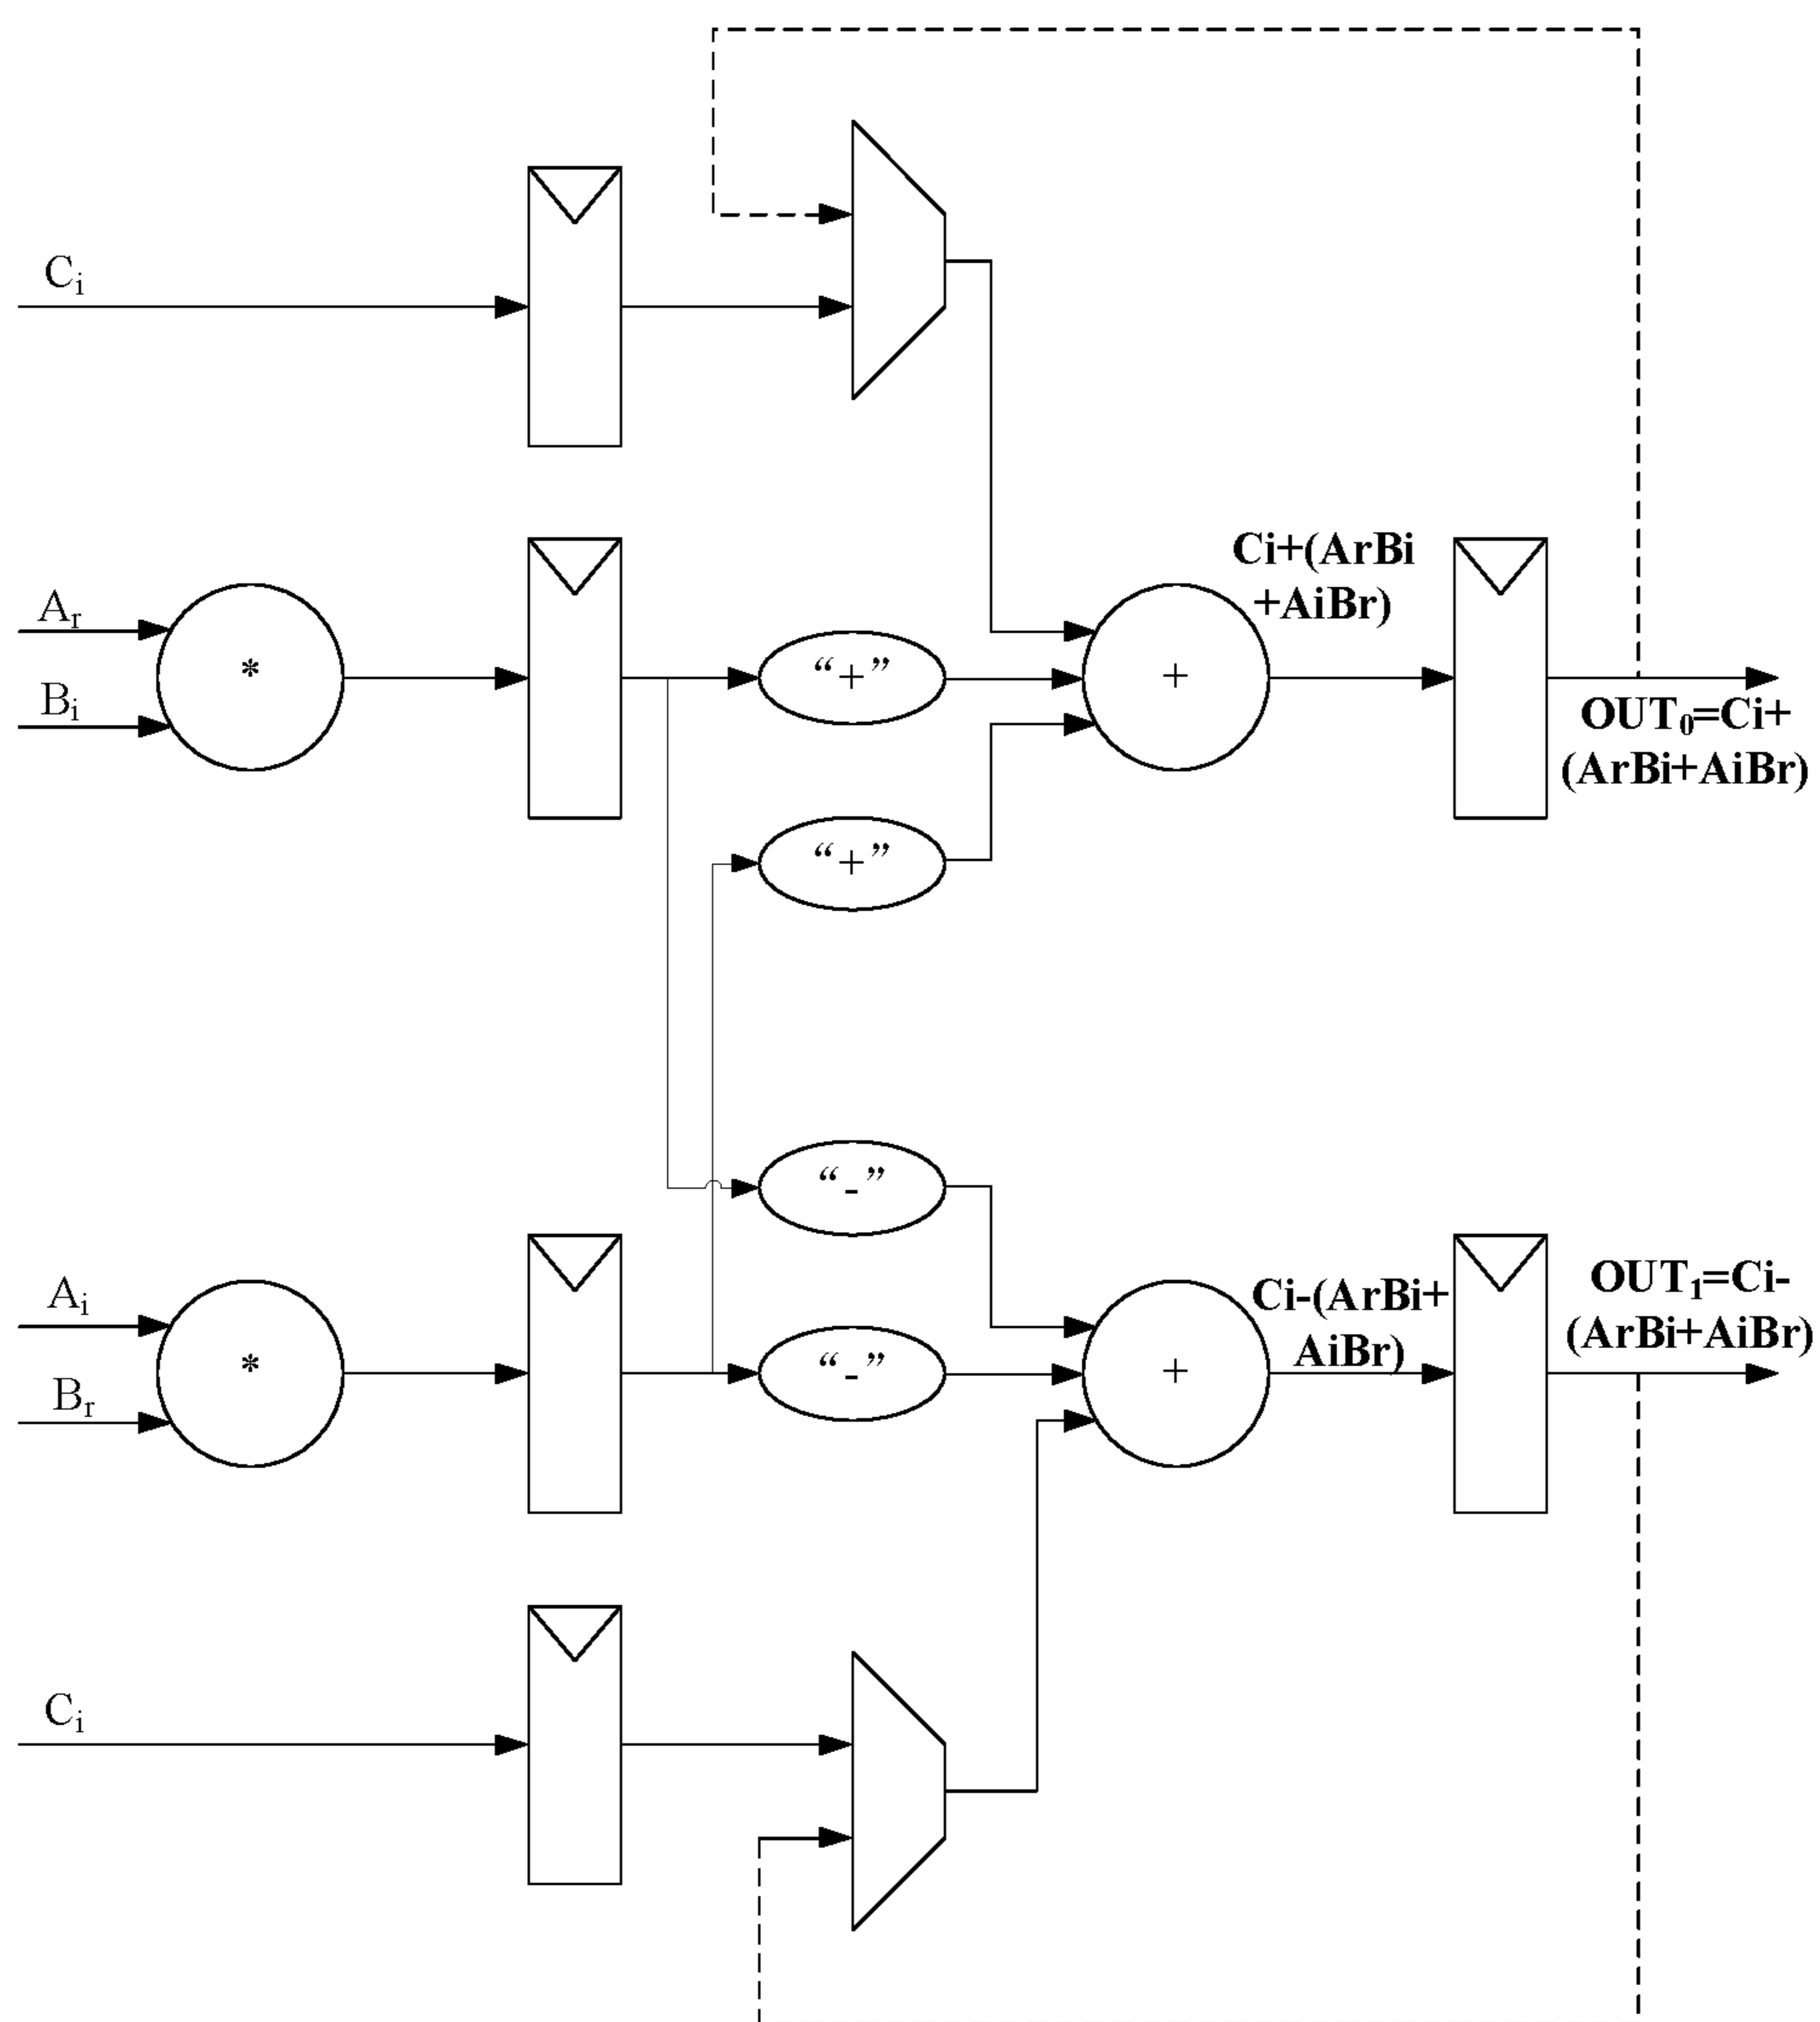 Ci
Ar
*
Bi
“+”
Ci+(ArBi
+AiBr)
+
OUT0=Ci+
(ArBi+AiBr)
“+”
“-”
Ai
*
Br
“-”
Ci-(ArBi+
AiBr)
+
OUT1=Ci-
(ArBi+AiBr)
Ci